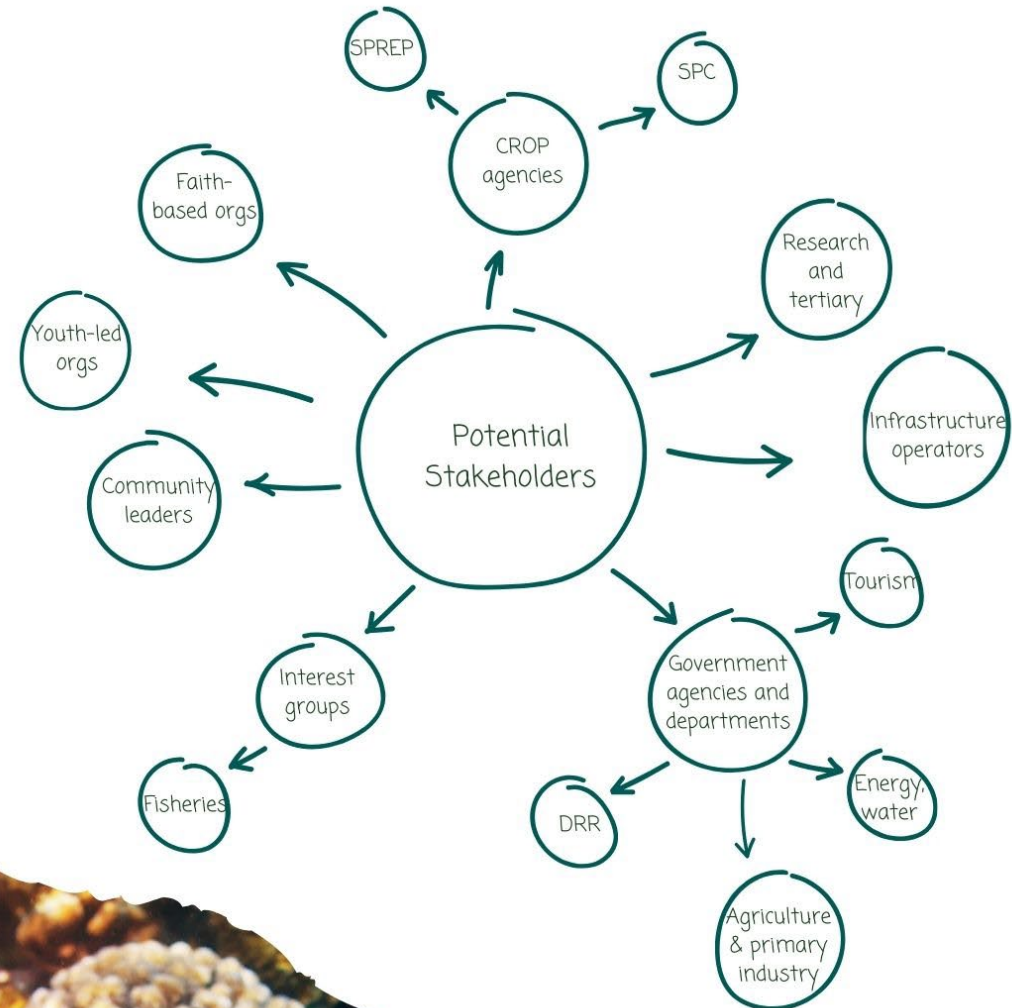 SPREP
SPC
CROP
agencies
Faith-
based orgs
Research
and
tertiary
Youth-led
orgs
Infrastructure
operators
Potential
Stakeholders
Community
leaders
Tourism
Interest
groups
Government
agencies and
departments
Fisheries
DRR
Energy,
water
Agriculture
& primary
industry